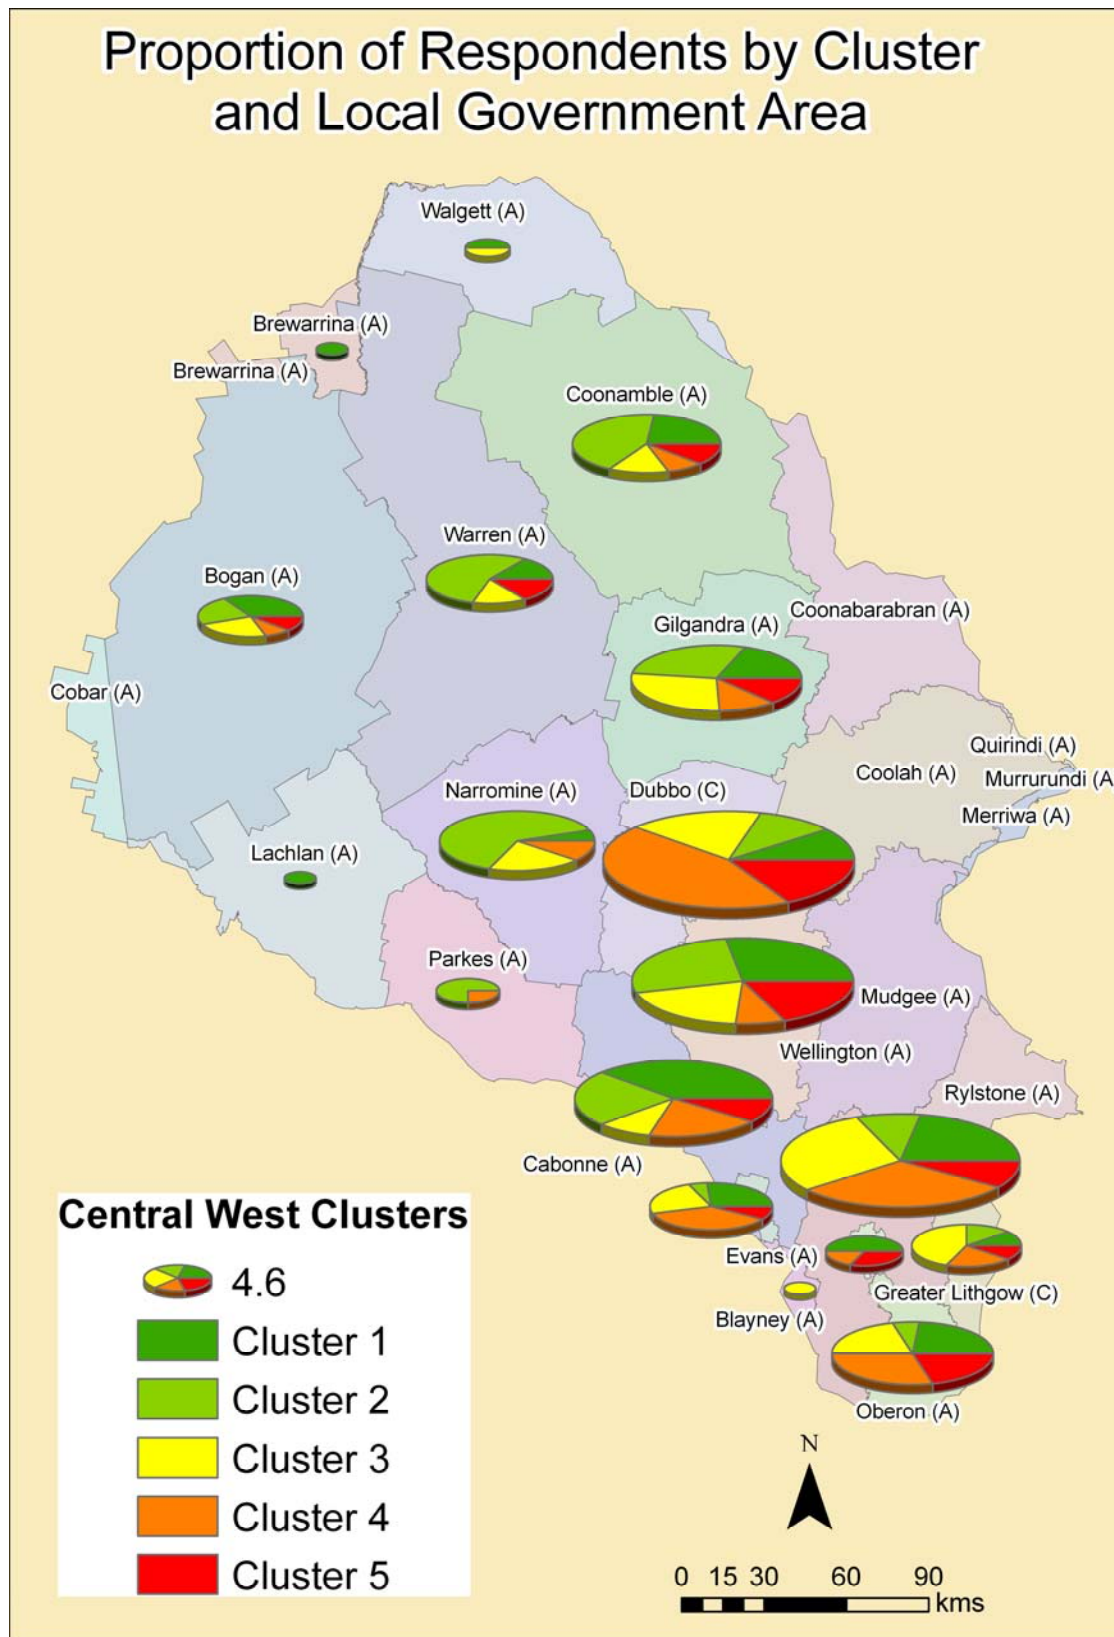 Proportion of Respondents by Cluster
and Local Government Area
Walgett (A)
Brewarrina (A)
Brewarrina (A)
Coonamble (A)
Warren (A)
Bogan (A)
Coonabarabran (A)
Gilgandra (A)
Cobar (A)
Quirindi (A)
Coolah (A)
Murrurundi (A
Narromine (A)
Dubbo (C)
Merriwa (A)
Lachlan (A)
Parkes (A)
Mudgee (A)
Wellington (A)
Rylstone (A)
Cabonne (A)
Evans (A)
Greater Lithgow (C)
Blayney (A)
Oberon (A)
Central West Clusters
4.6
Cluster 1
Cluster 2
Cluster 3
Cluster 4
Cluster 5
N
0 15 30 60 90
kms